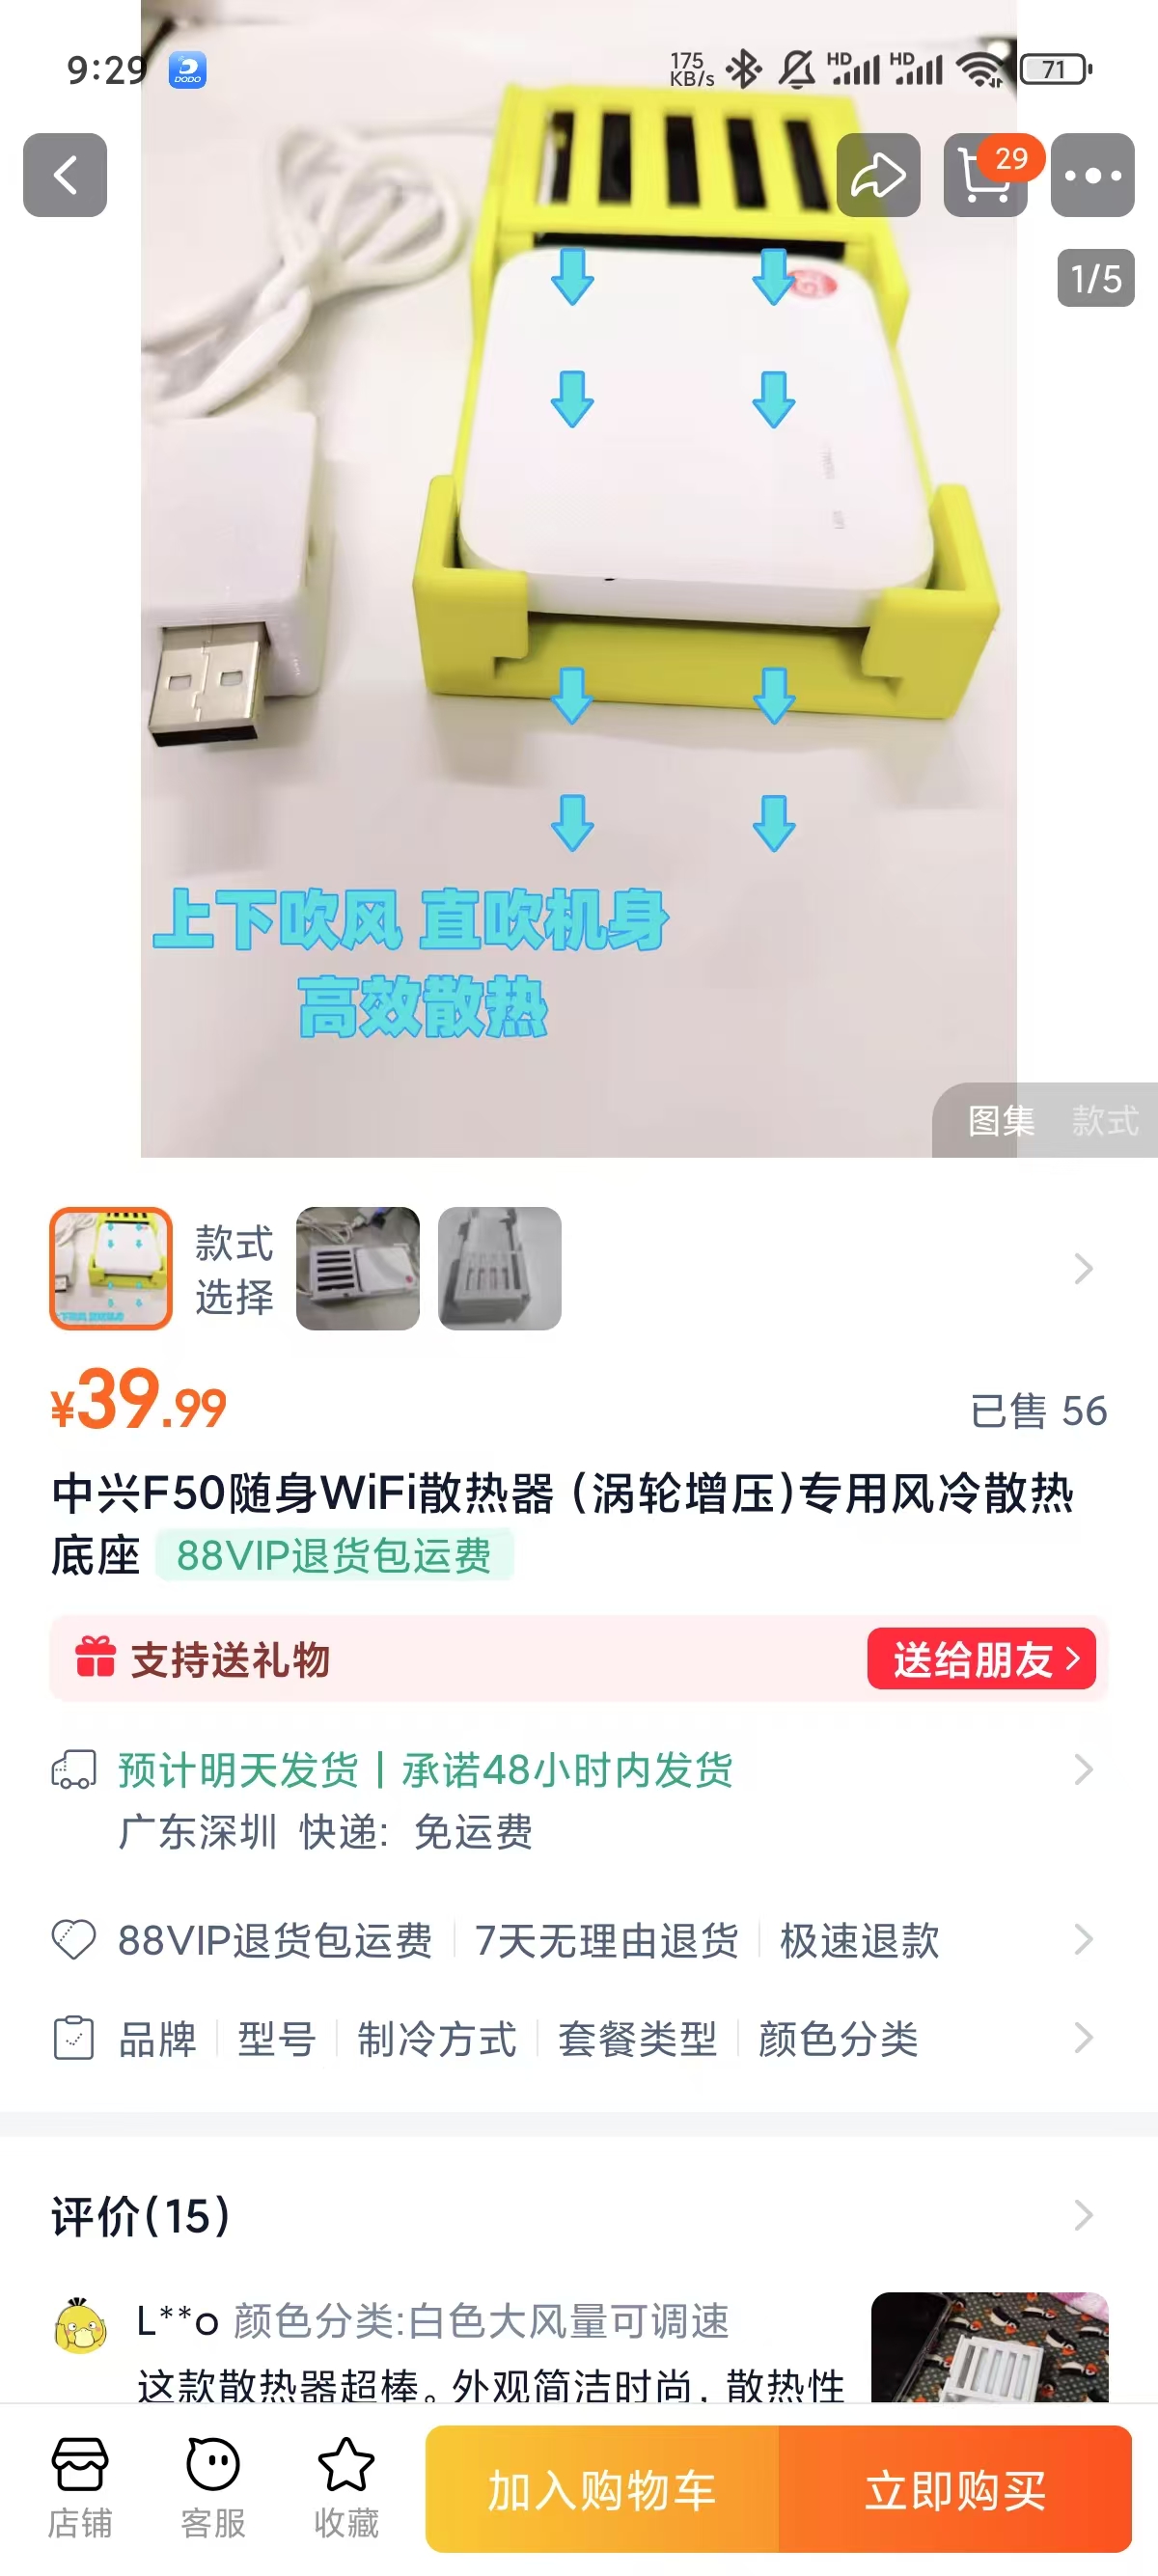 9:29
DODO
175
KB/s
HD
HD
71
29
1/5
5G
上下吹风 直吹机身
高效散热
图集 款式
款式
选择
¥39.99
已售 56
中兴F50随身WiFi散热器 (涡轮增压)专用风冷散热
底座 88VIP退货包运费
支持送礼物
送给朋友
预计明天发货 | 承诺48小时内发货
广东深圳 快递: 免运费
88VIP退货包运费 7天无理由退货 极速退款
品牌 型号 制冷方式 套餐类型 颜色分类
评价(15)
L**o 颜色分类:白色大风量可调速
这款散热器超棒。外观简洁时尚,散热性
店铺
客服
收藏
加入购物车
立即购买